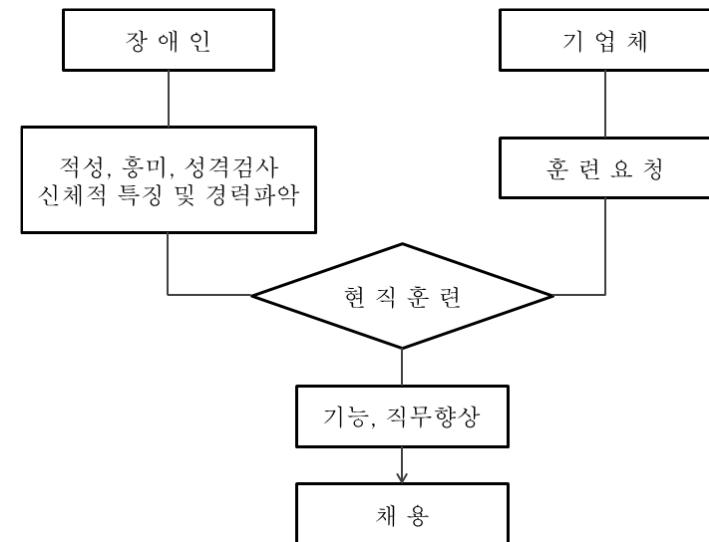 장 애 인
기 업 체
적성, 흥미, 성격검사
신체적 특징 및 경력파악
훈 련 요 청
현 직 훈 련
기능, 직무향상
채 용